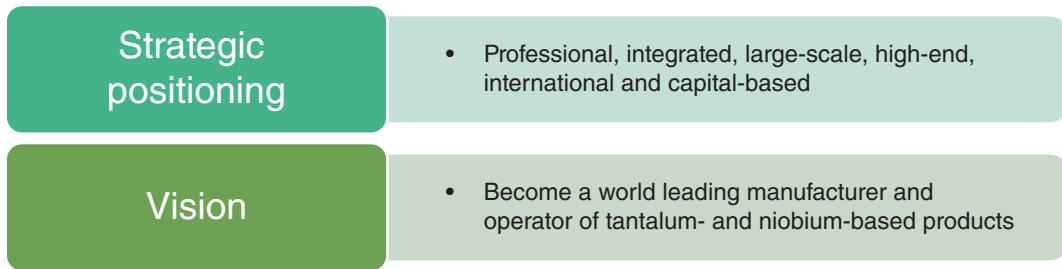 Strategic
positioning
• Professional, integrated, large-scale, high-end,
international and capital-based
Vision
• Become a world leading manufacturer and
operator of tantalum- and niobium-based products